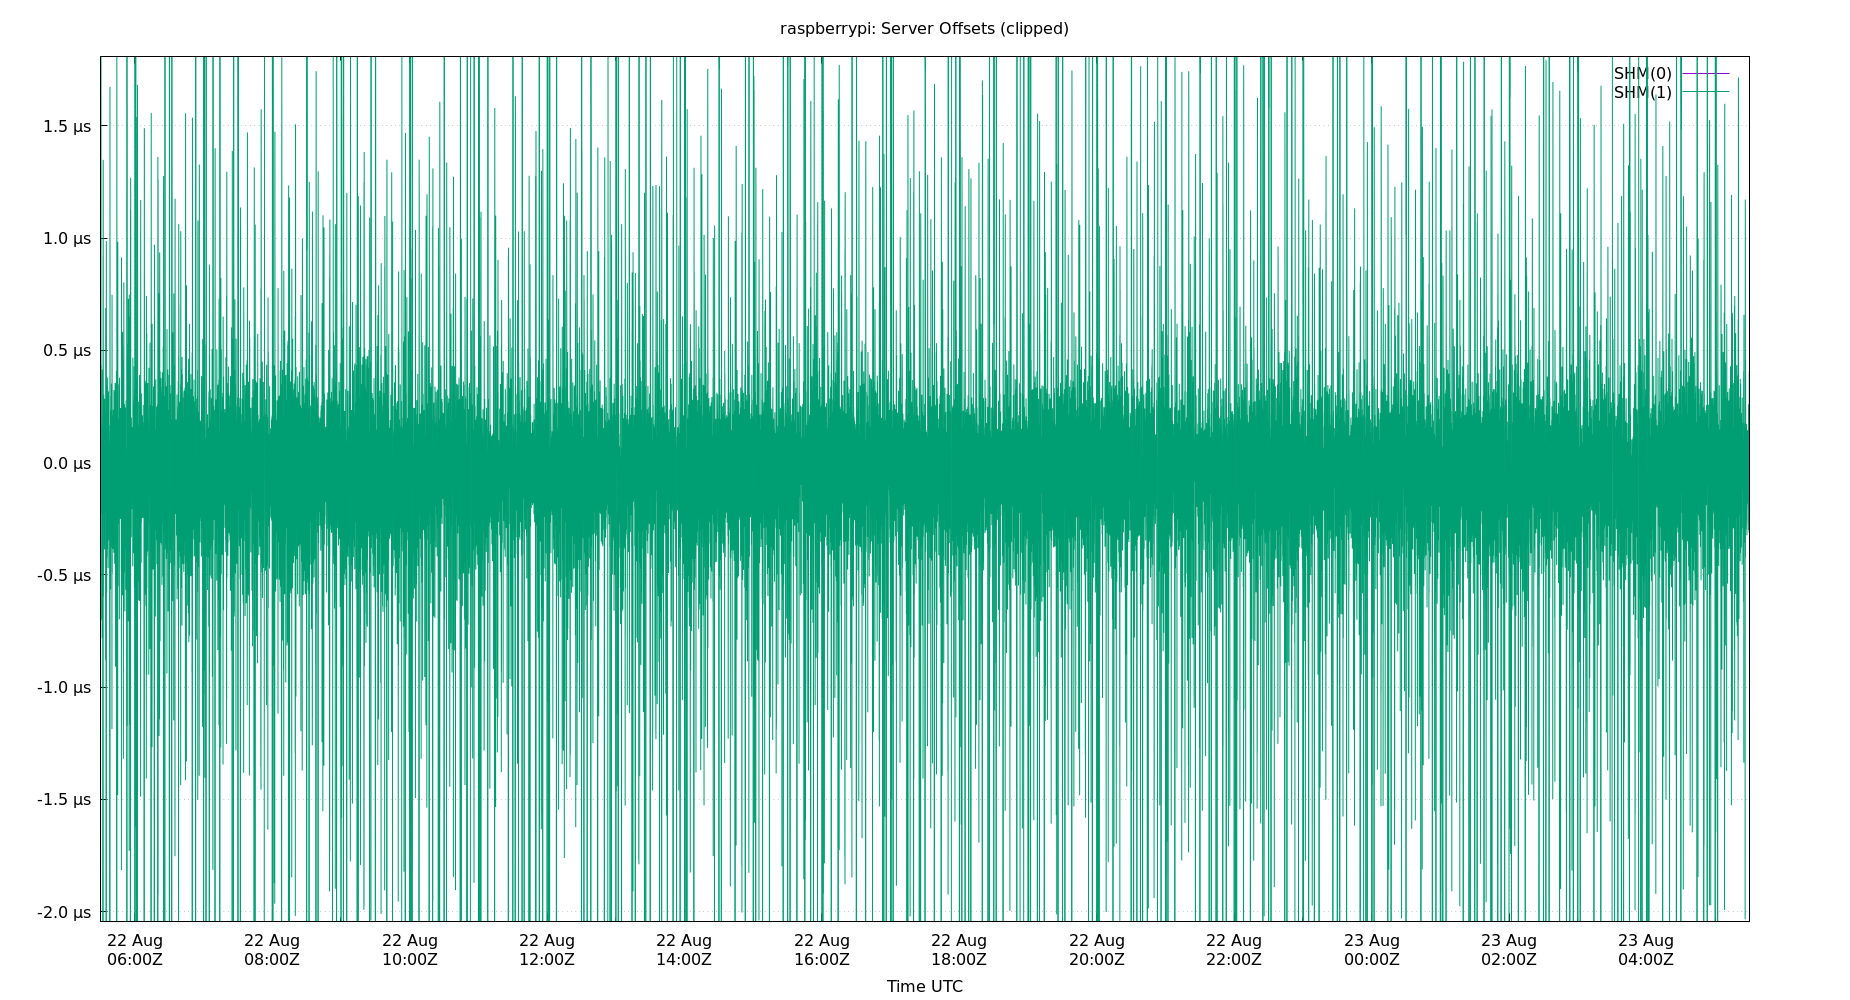 raspberrypi: Server Offsets (clipped)
SHM(0)
SHM(1)
1.5 µs
1.0 µs
0.5 µs
0.0 µs
-0.5 µs
-1.0 µs
-1.5 µs
-2.0 µs
22 Aug 22 Aug 22 Aug 22 Aug 22 Aug 22 Aug 22 Aug 22 Aug 22 Aug 23 Aug 23 Aug 23 Aug
06:00Z 08:00Z 10:00Z 12:00Z 14:00Z 16:00Z 18:00Z 20:00Z 22:00Z 00:00Z 02:00Z 04:00Z
Time UTC